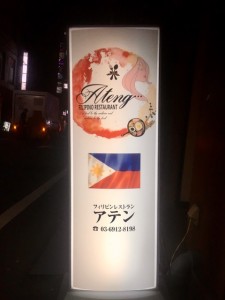 Ateng
FILIPINO RESTAURANT
フィリピンレストラン
アテン
☎ 03-6912-8198